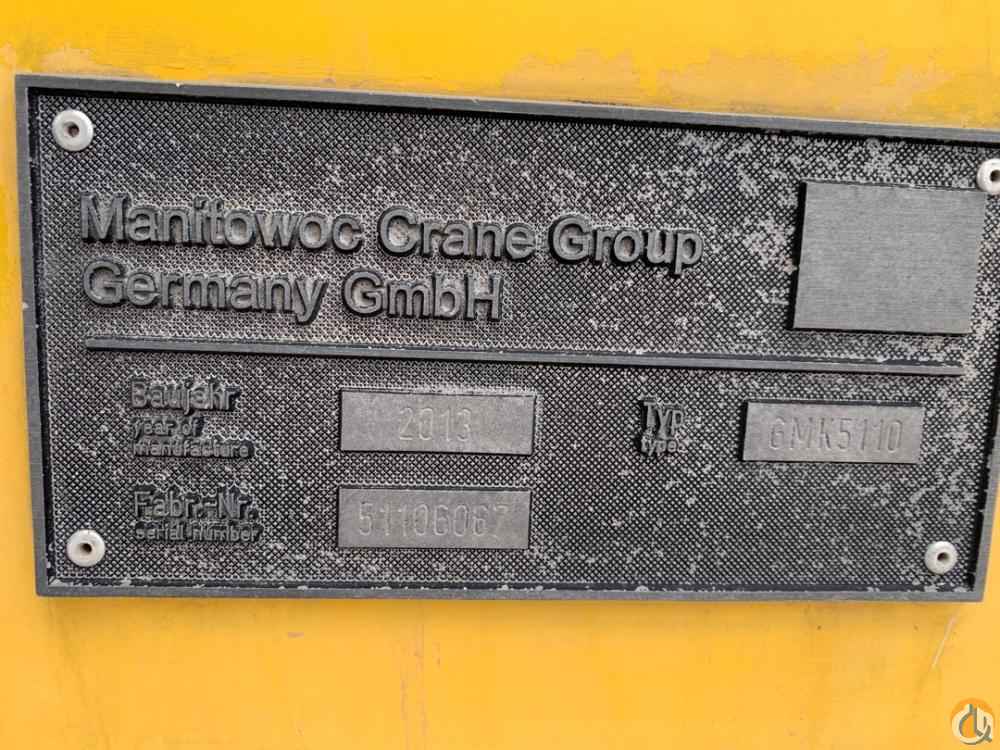 Manitowoc Crane Group
Germany GmbH
Baujahr
year of
manufacture
2013
Typ
type
GMK5110
Fabr.-Nr.
serial number
51106067